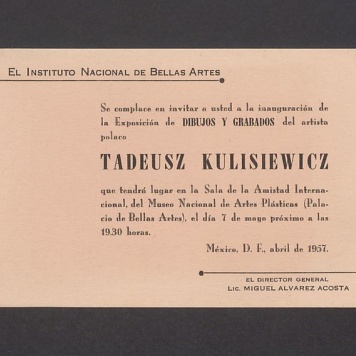 EL INSTITUTO NACIONAL DE BELLAS ARTES
Se complace en invitar a usted a la inauguración de
la Exposición de DIBUJOS Y GRABADOS del artista
polaco
TADEUSZ KULISIEWICZ
que tendrá lugar en la Sala de la Amistad Interna-
cional, del Museo Nacional de Artes Plásticas (Pala-
cio de Bellas Artes), el día 7 de mayo próximo a las
19.30 horas.
México, D. F., abril de 1957.
EL DIRECTOR GENERAL
LIC. MIGUEL ALVAREZ ACOSTA